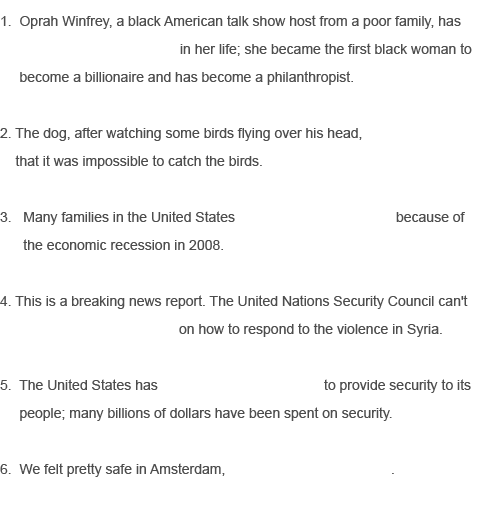 1. Oprah Winfrey, a black American talk show host from a poor family, has
in her life; she became the first black woman to
become a billionaire and has become a philanthropist.
2. The dog, after watching some birds flying over his head,
that it was impossible to catch the birds.
3. Many families in the United States because of
the economic recession in 2008.
4. This is a breaking news report. The United Nations Security Council can't
on how to respond to the violence in Syria.
5. The United States has to provide security to its
people; many billions of dollars have been spent on security.
6. We felt pretty safe in Amsterdam, .